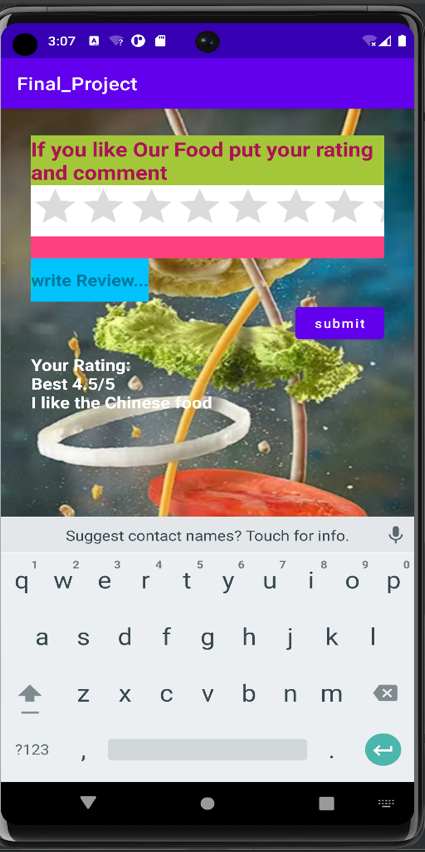 3:07
Final_Project
If you like Our Food put your rating
and comment
write Review...
submit
Your Rating:
Best 4.5/5
I like the Chinese food
Suggest contact names? Touch for info.
1 2 3 4 5 6 7 8 9 0
q w e r t y u i o p
a s d f g h j k l
z x c v b n m
?123 , .